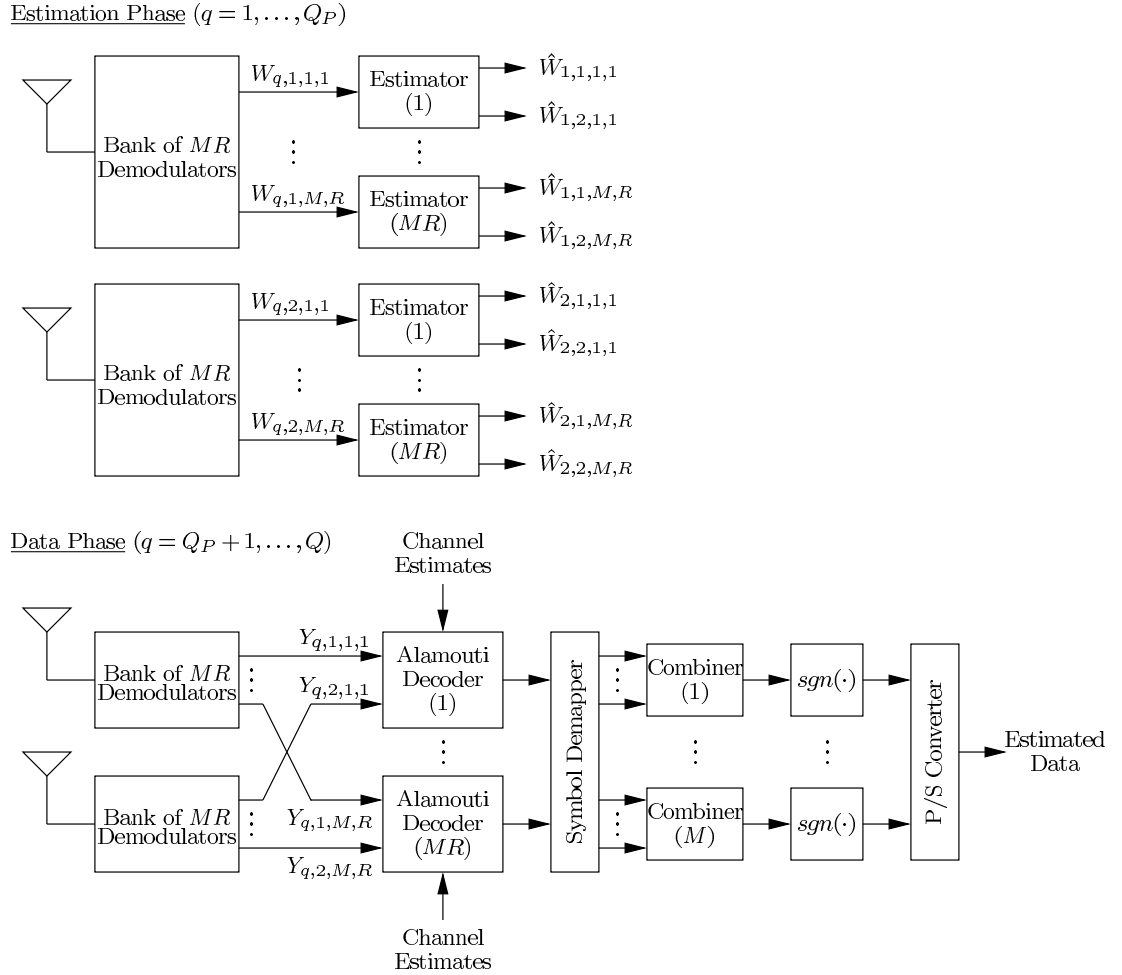 Estimation Phase (q = 1, . . . , Q_P)
Bank of MR
Demodulators
W_{q,1,1,1}
W_{q,1,M,R}
Estimator
(1)
Estimator
(MR)
Ŵ_{1,1,1,1}
Ŵ_{1,2,1,1}
Ŵ_{1,1,M,R}
Ŵ_{1,2,M,R}
Bank of MR
Demodulators
W_{q,2,1,1}
W_{q,2,M,R}
Estimator
(1)
Estimator
(MR)
Ŵ_{2,1,1,1}
Ŵ_{2,2,1,1}
Ŵ_{2,1,M,R}
Ŵ_{2,2,M,R}
Data Phase (q = Q_P + 1, . . . , Q)
Channel
Estimates
Bank of MR
Demodulators
Bank of MR
Demodulators
Y_{q,1,1,1}
Y_{q,2,1,1}
Y_{q,1,M,R}
Y_{q,2,M,R}
Alamouti
Decoder
(1)
Alamouti
Decoder
(MR)
Channel
Estimates
Symbol Demapper
Combiner
(1)
sgn(·)
Combiner
(M)
sgn(·)
P/S Converter
Estimated
Data